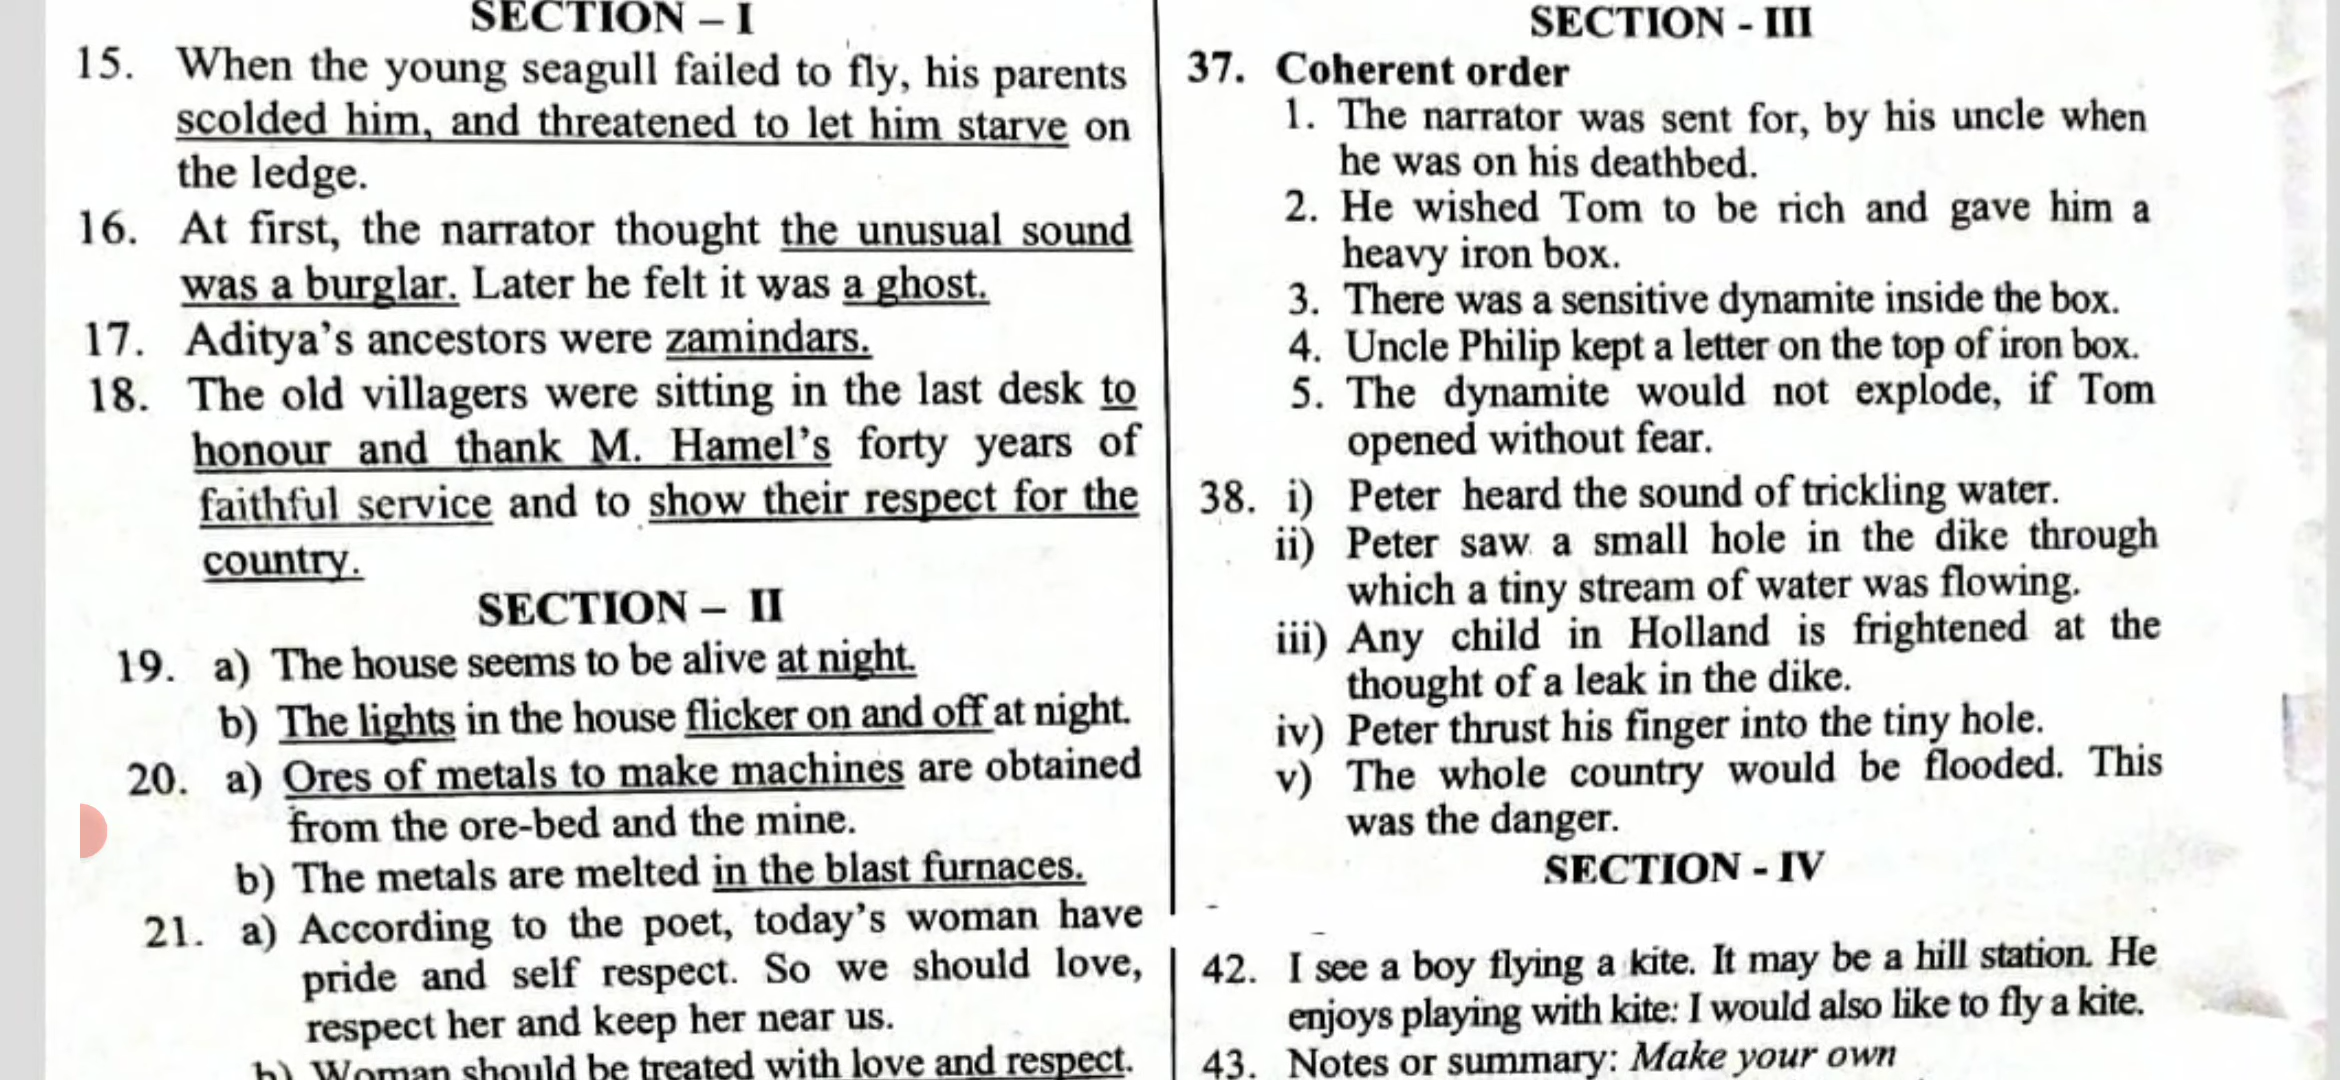 SECTION – I
15. When the young seagull failed to fly, his parents
scolded him, and threatened to let him starve on
the ledge.
16. At first, the narrator thought the unusual sound
was a burglar. Later he felt it was a ghost.
17. Aditya's ancestors were zamindars.
18. The old villagers were sitting in the last desk to
honour and thank M. Hamel's forty years of
faithful service and to show their respect for the
country.
SECTION – II
19. a) The house seems to be alive at night.
b) The lights in the house flicker on and off at night.
20. a) Ores of metals to make machines are obtained
from the ore-bed and the mine.
b) The metals are melted in the blast furnaces.
21. a) According to the poet, today's woman have
pride and self respect. So we should love,
respect her and keep her near us.
b) Woman should be treated with love and respect.
SECTION - III
37. Coherent order
1. The narrator was sent for, by his uncle when
he was on his deathbed.
2. He wished Tom to be rich and gave him a
heavy iron box.
3. There was a sensitive dynamite inside the box.
4. Uncle Philip kept a letter on the top of iron box.
5. The dynamite would not explode, if Tom
opened without fear.
38. i) Peter heard the sound of trickling water.
ii) Peter saw a small hole in the dike through
which a tiny stream of water was flowing.
iii) Any child in Holland is frightened at the
thought of a leak in the dike.
iv) Peter thrust his finger into the tiny hole.
v) The whole country would be flooded. This
was the danger.
SECTION - IV
42. I see a boy flying a kite. It may be a hill station. He
enjoys playing with kite: I would also like to fly a kite.
43. Notes or summary: Make your own